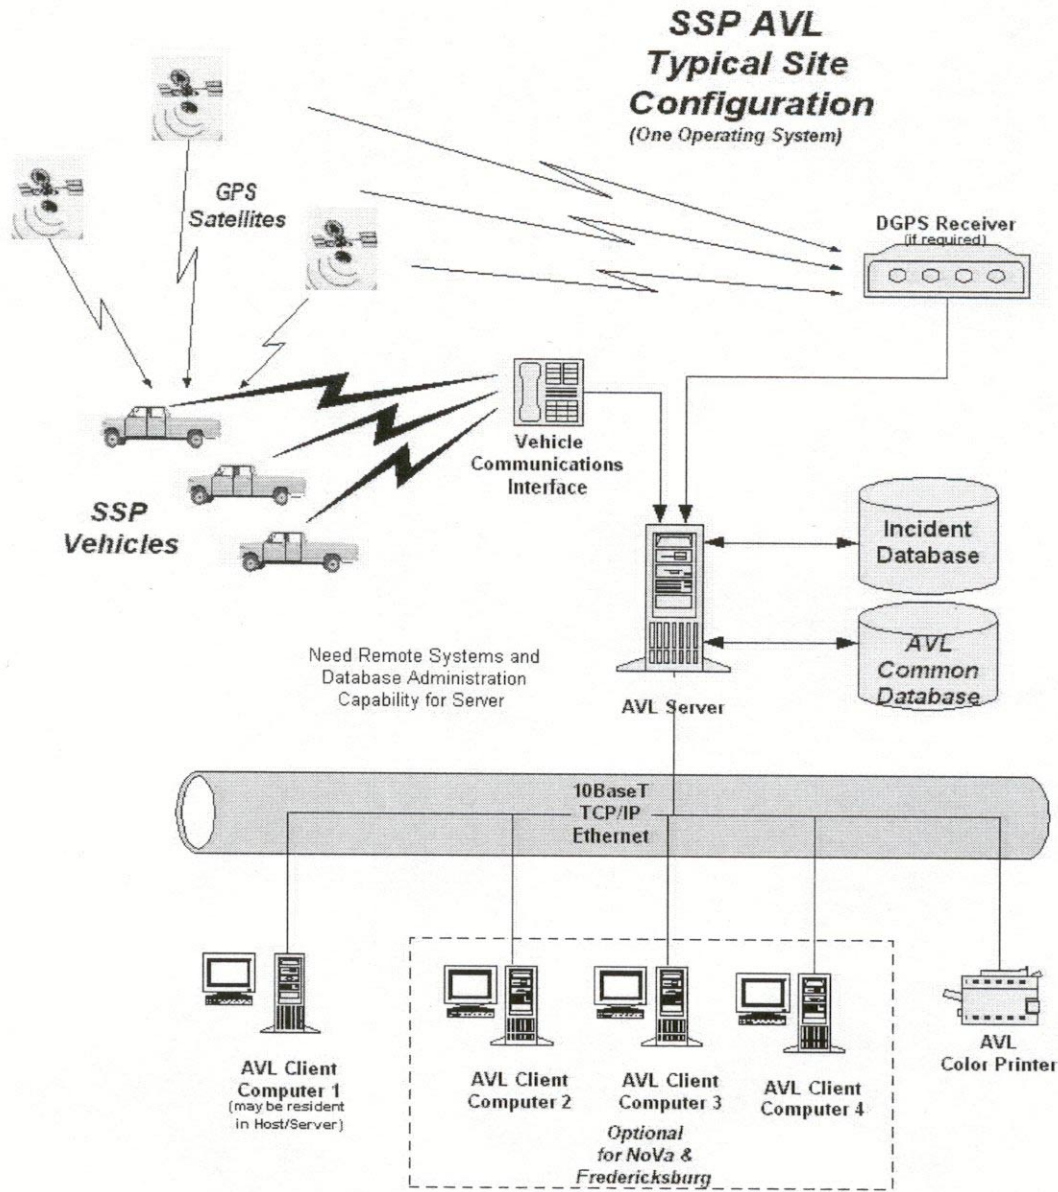 SSP AVL
Typical Site
Configuration
(One Operating System)
GPS
Satellites
DGPS Receiver
(if required)
Vehicle
Communications
Interface
SSP
Vehicles
Incident
Database
AVL
Common
Database
Need Remote Systems and
Database Administration
Capability for Server
AVL Server
10BaseT
TCP/IP
Ethernet
AVL Client
Computer 1
(may be resident
in Host/Server)
AVL Client
Computer 2
AVL Client
Computer 3
AVL Client
Computer 4
AVL
Color Printer
Optional
for NoVa &
Fredericksburg